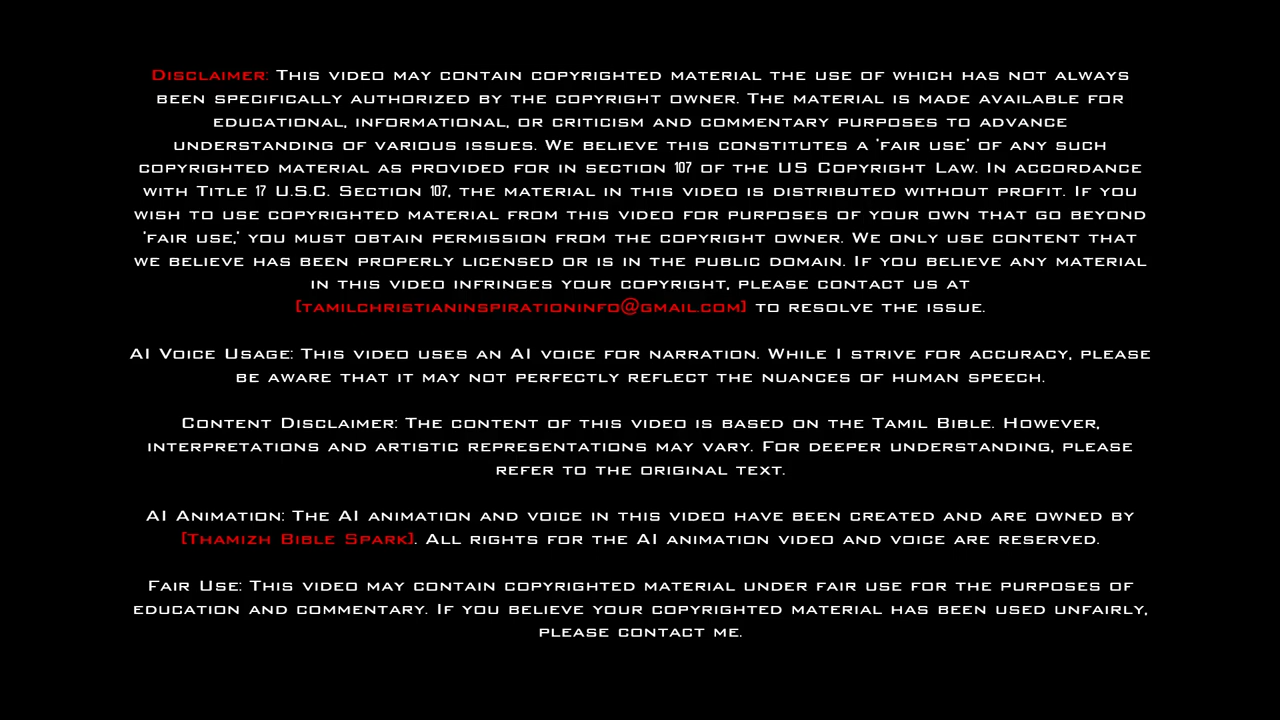 Disclaimer: This video may contain copyrighted material the use of which has not always
been specifically authorized by the copyright owner. The material is made available for
educational, informational, or criticism and commentary purposes to advance
understanding of various issues. We believe this constitutes a 'fair use' of any such
copyrighted material as provided for in section 107 of the US Copyright Law. In accordance
with Title 17 U.S.C. Section 107, the material in this video is distributed without profit. If you
wish to use copyrighted material from this video for purposes of your own that go beyond
'fair use,' you must obtain permission from the copyright owner. We only use content that
we believe has been properly licensed or is in the public domain. If you believe any material
in this video infringes your copyright, please contact us at
[tamilchristianinspirationinfo@gmail.com] to resolve the issue.
AI Voice Usage: This video uses an AI voice for narration. While I strive for accuracy, please
be aware that it may not perfectly reflect the nuances of human speech.
Content Disclaimer: The content of this video is based on the Tamil Bible. However,
interpretations and artistic representations may vary. For deeper understanding, please
refer to the original text.
AI Animation: The AI animation and voice in this video have been created and are owned by
[Thamizh Bible Spark]. All rights for the AI animation video and voice are reserved.
Fair Use: This video may contain copyrighted material under fair use for the purposes of
education and commentary. If you believe your copyrighted material has been used unfairly,
please contact me.